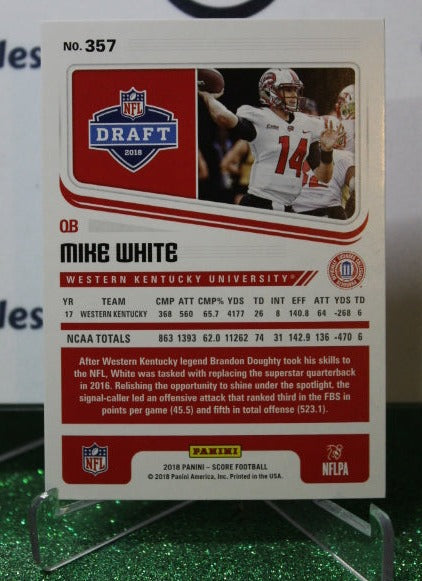 No. 357
NFL
DRAFT
2018
14
QB
MIKE WHITE
WESTERN KENTUCKY UNIVERSITY
YR TEAM CMP ATT CMP% YDS TD INT EFF ATT YDS TD
17 WESTERN KENTUCKY 368 560 65.7 4177 26 8 140.8 64 -268 6
NCAA TOTALS 863 1393 62.0 11262 74 31 142.9 136 -470 6
After Western Kentucky legend Brandon Doughty took his skills to
the NFL, White was tasked with replacing the superstar quarterback
in 2016. Relishing the opportunity to shine under the spotlight, the
signal-caller led an offensive attack that ranked third in the FBS in
points per game (45.5) and fifth in total offense (523.1).
NFL
PANINI
2018 PANINI – SCORE FOOTBALL
© 2018 Panini America, Inc. Printed in the USA.
NFLPA